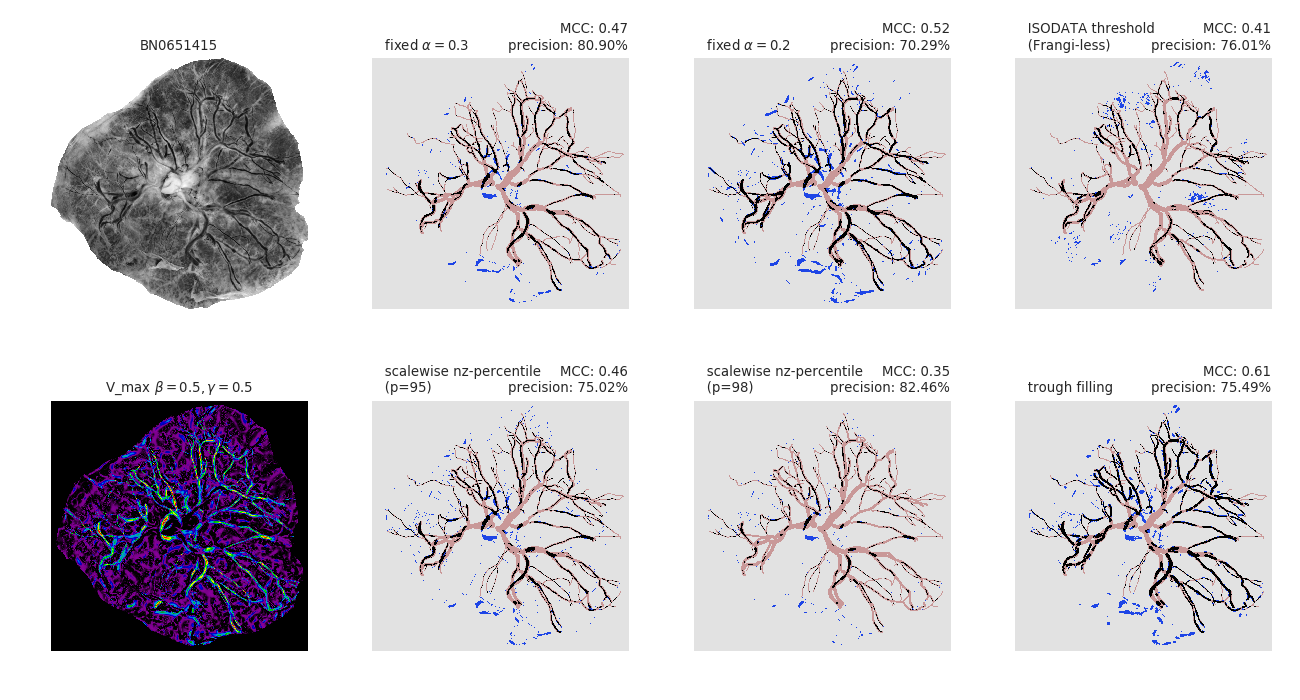 BN0651415
MCC: 0.47
fixed α = 0.3 precision: 80.90%
MCC: 0.52
fixed α = 0.2 precision: 70.29%
ISODATA threshold MCC: 0.41
(Frangi-less) precision: 76.01%
V_max β = 0.5, γ = 0.5
scalewise nz-percentile MCC: 0.46
(p=95) precision: 75.02%
scalewise nz-percentile MCC: 0.35
(p=98) precision: 82.46%
MCC: 0.61
trough filling precision: 75.49%